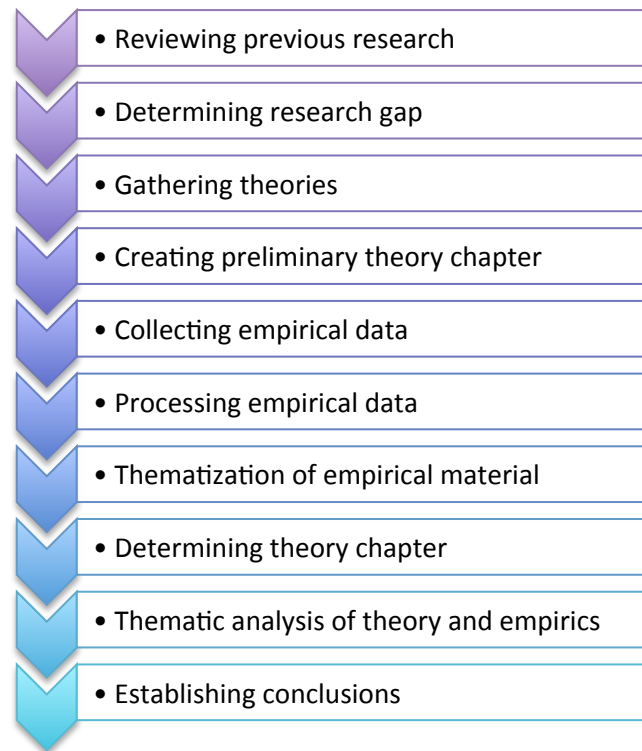 • Reviewing previous research
• Determining research gap
• Gathering theories
• Creating preliminary theory chapter
• Collecting empirical data
• Processing empirical data
• Thematization of empirical material
• Determining theory chapter
• Thematic analysis of theory and empirics
• Establishing conclusions